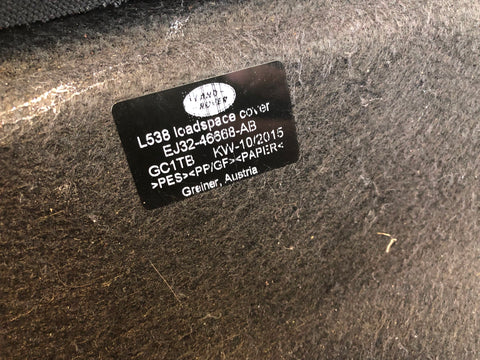 LAND-
ROVER
L538 loadspace cover
EJ32-46668-AB
GC1TB KW-10/2015
>PES><PP/GF><PAPIER<
Greiner, Austria